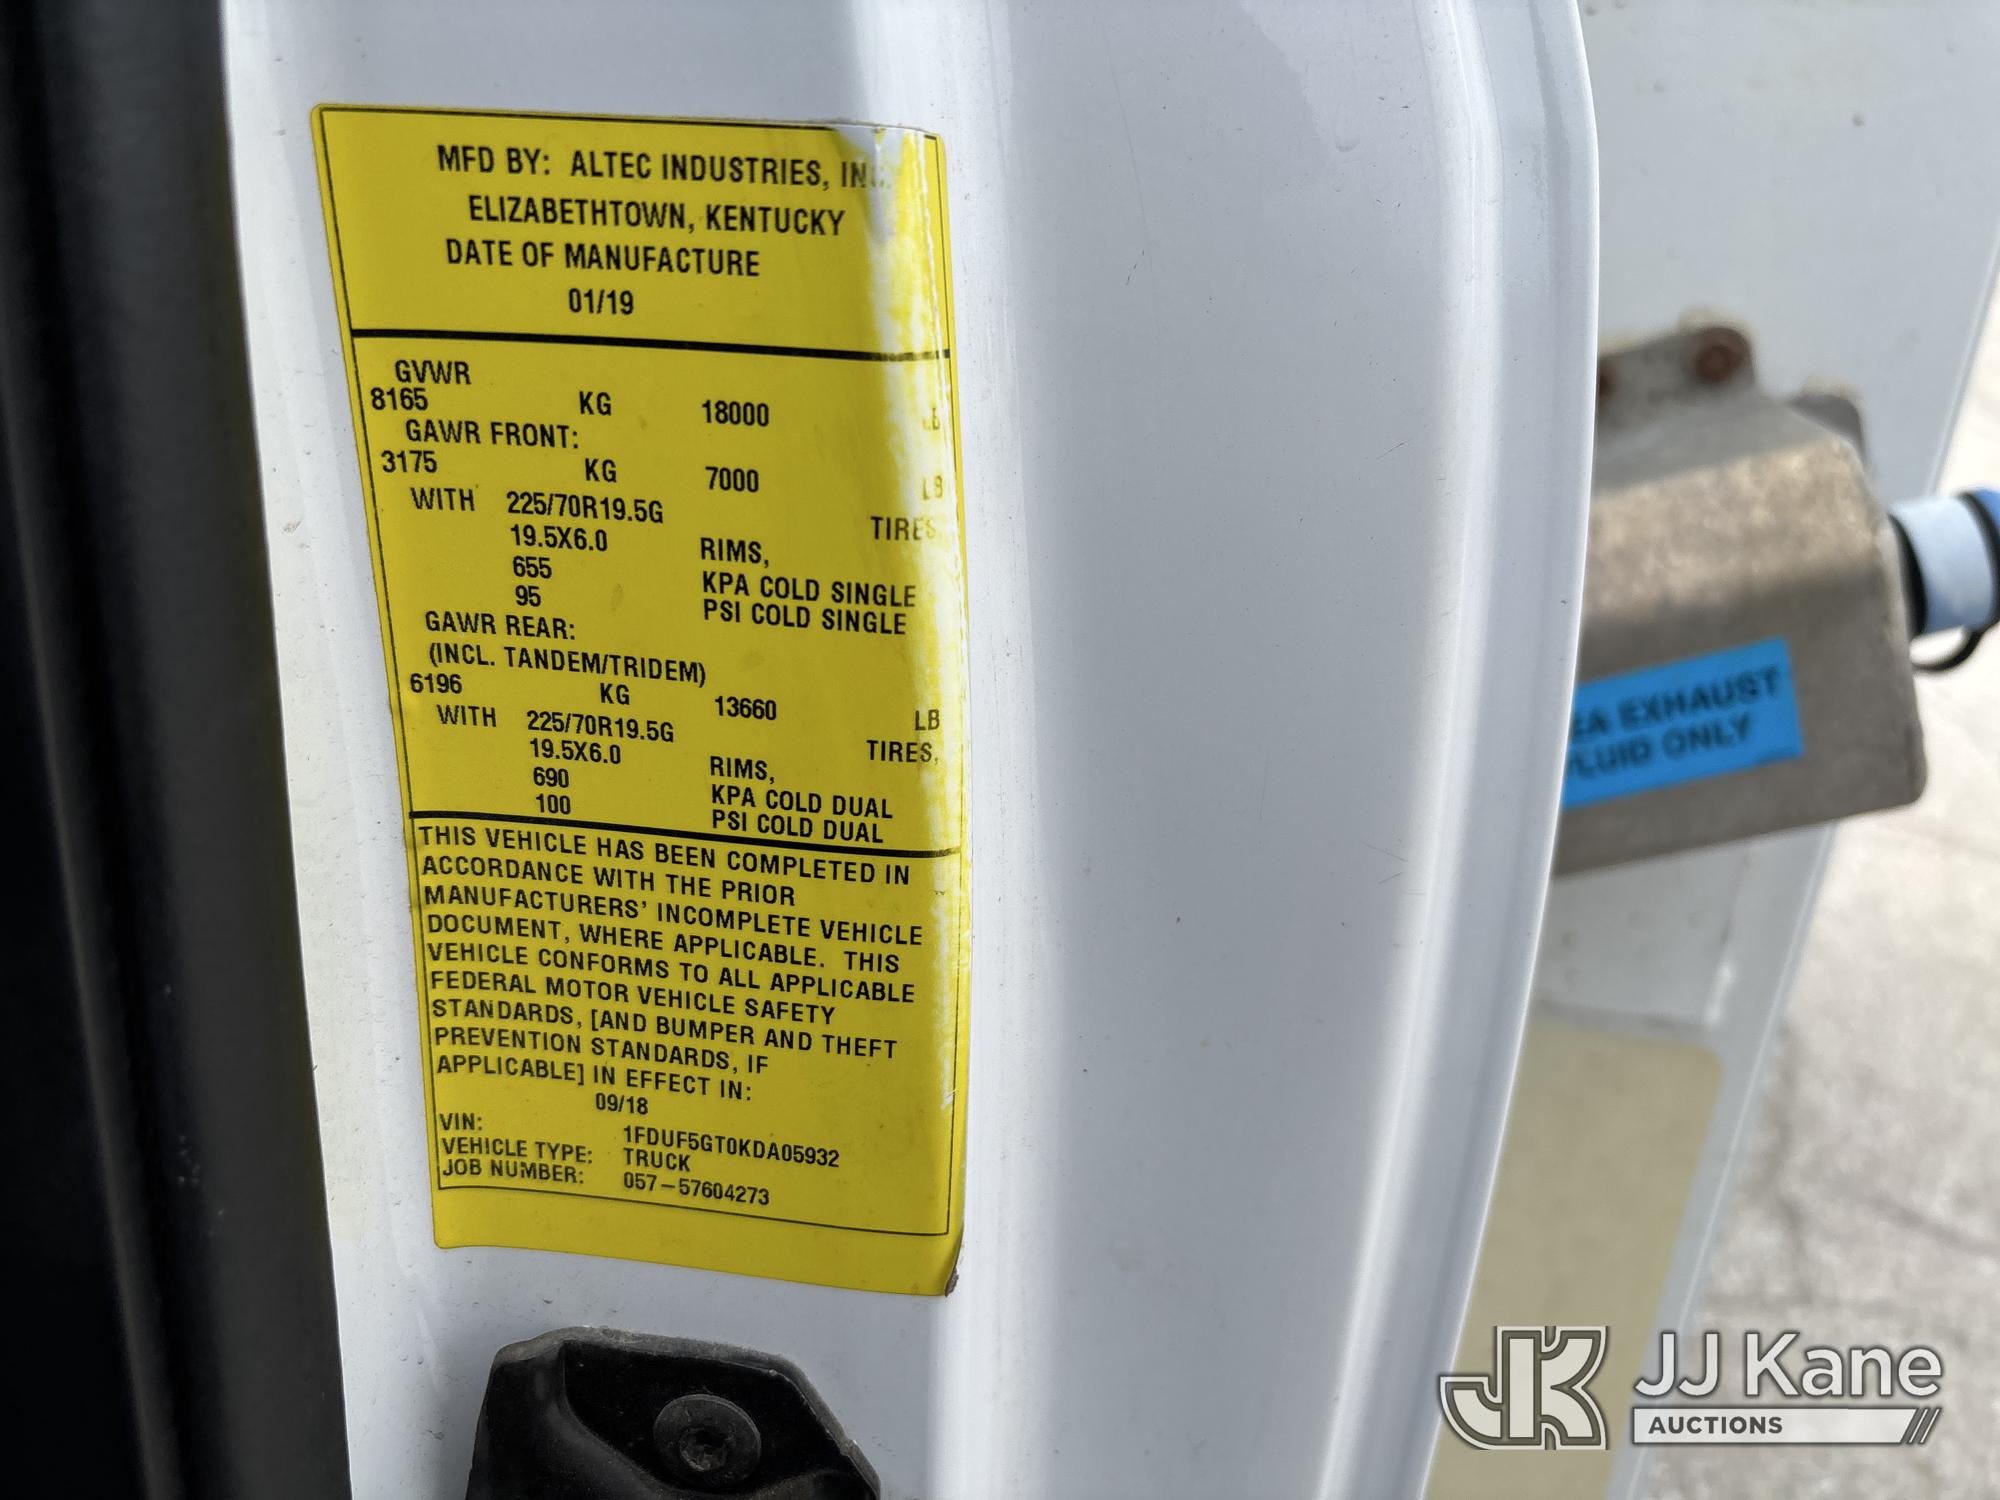 MFD BY: ALTEC INDUSTRIES, INC.
ELIZABETHTOWN, KENTUCKY
DATE OF MANUFACTURE
01/19
GVWR
8165 KG 18000 LB
GAWR FRONT:
3175 KG 7000 LB
WITH 225/70R19.5G TIRES,
19.5X6.0 RIMS,
655 KPA COLD SINGLE
95 PSI COLD SINGLE
GAWR REAR:
(INCL. TANDEM/TRIDEM)
6196 KG 13660 LB
WITH 225/70R19.5G TIRES,
19.5X6.0 RIMS,
690 KPA COLD DUAL
100 PSI COLD DUAL
THIS VEHICLE HAS BEEN COMPLETED IN
ACCORDANCE WITH THE PRIOR
MANUFACTURERS' INCOMPLETE VEHICLE
DOCUMENT, WHERE APPLICABLE. THIS
VEHICLE CONFORMS TO ALL APPLICABLE
FEDERAL MOTOR VEHICLE SAFETY
STANDARDS, [AND BUMPER AND THEFT
PREVENTION STANDARDS, IF
APPLICABLE] IN EFFECT IN:
09/18
VIN: 1FDUF5GT0KDA05932
VEHICLE TYPE: TRUCK
JOB NUMBER: 057-57604273
EXHAUST
FLUID ONLY
JK JJ Kane
AUCTIONS